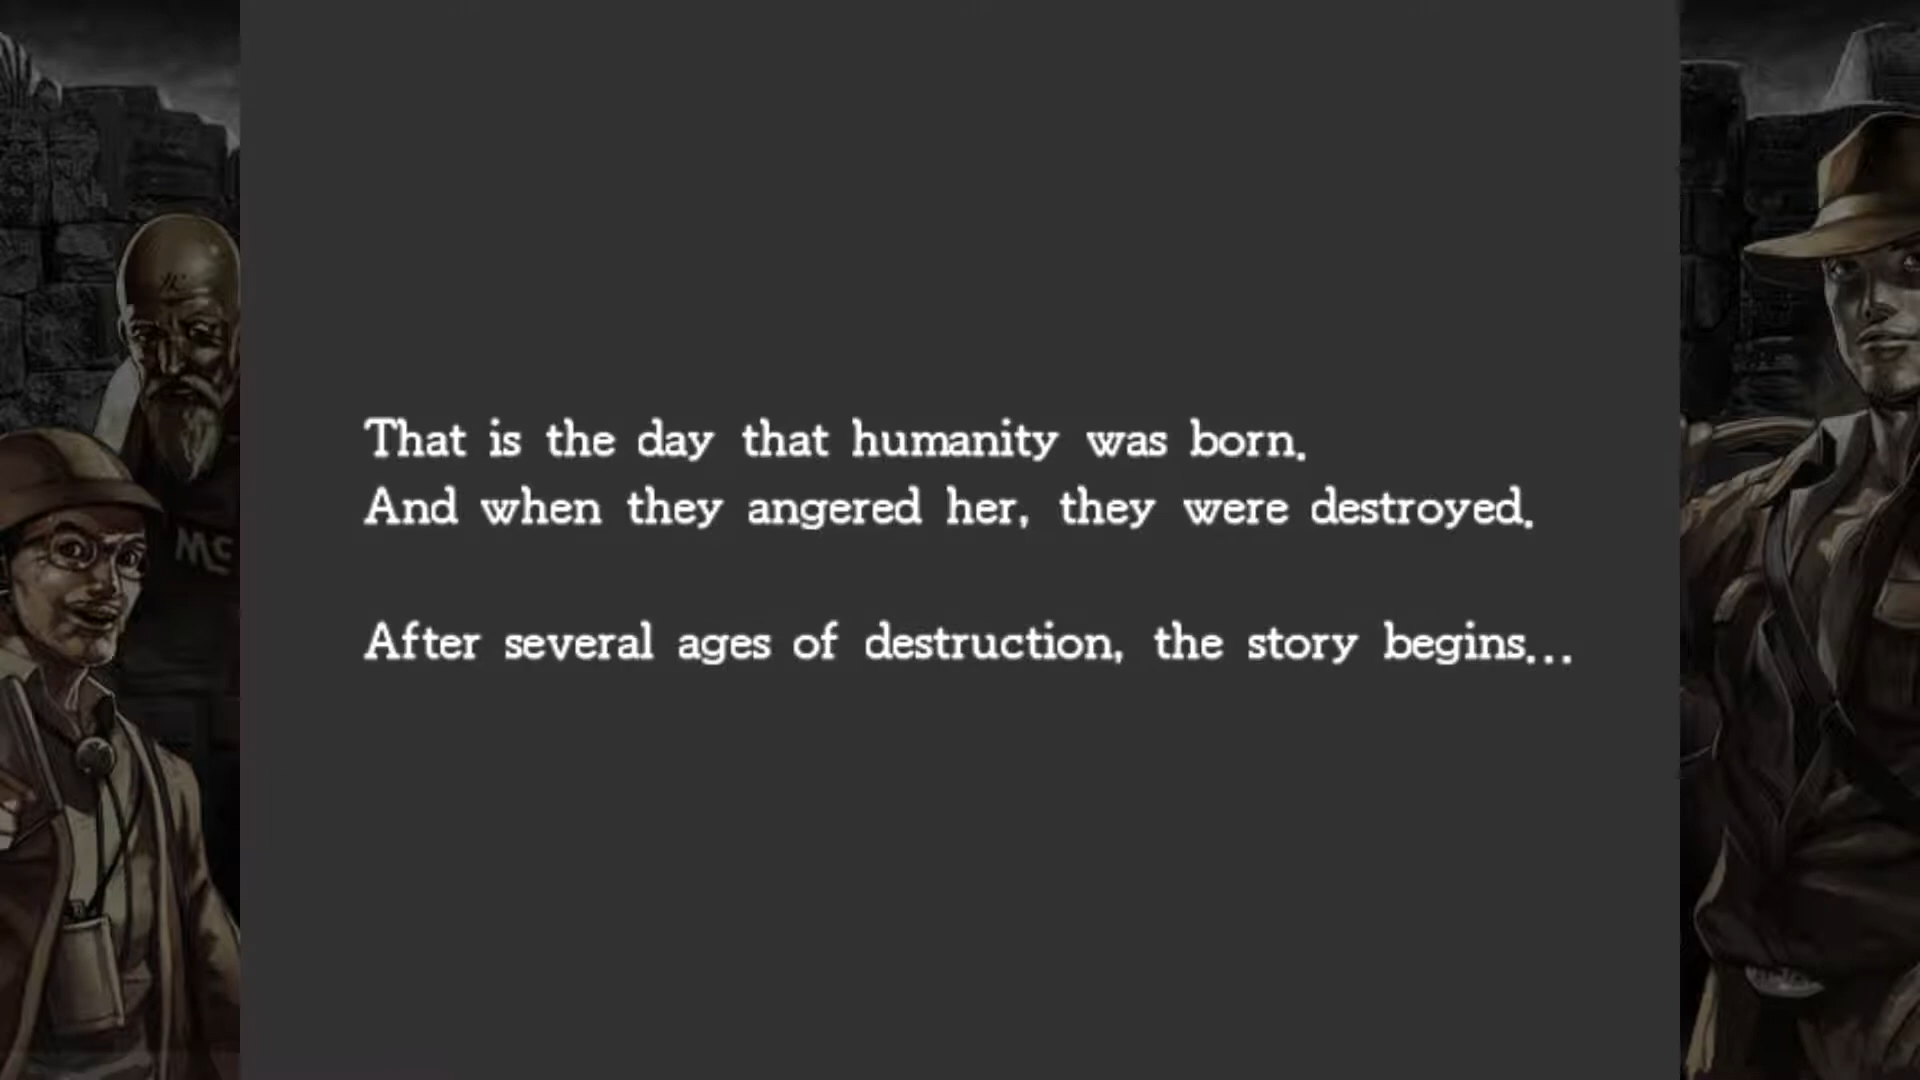 That is the day that humanity was born.
And when they angered her, they were destroyed.
After several ages of destruction, the story begins...
Mc